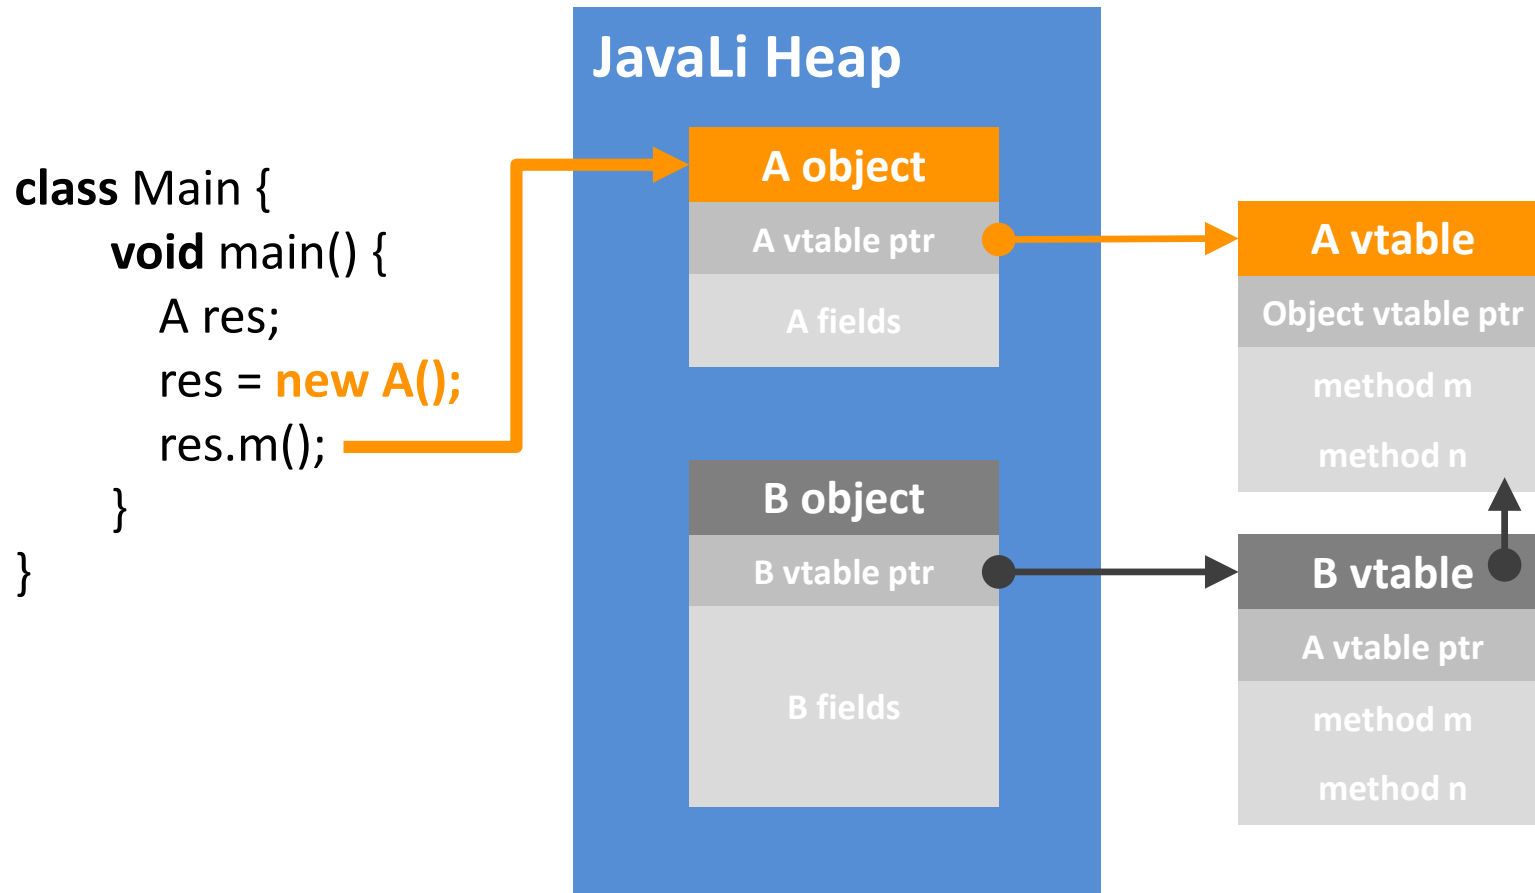 class Main {
void main() {
A res;
res = new A();
res.m();
}
}
JavaLi Heap
A object
A vtable ptr
A fields
B object
B vtable ptr
B fields
A vtable
Object vtable ptr
method m
method n
B vtable
A vtable ptr
method m
method n